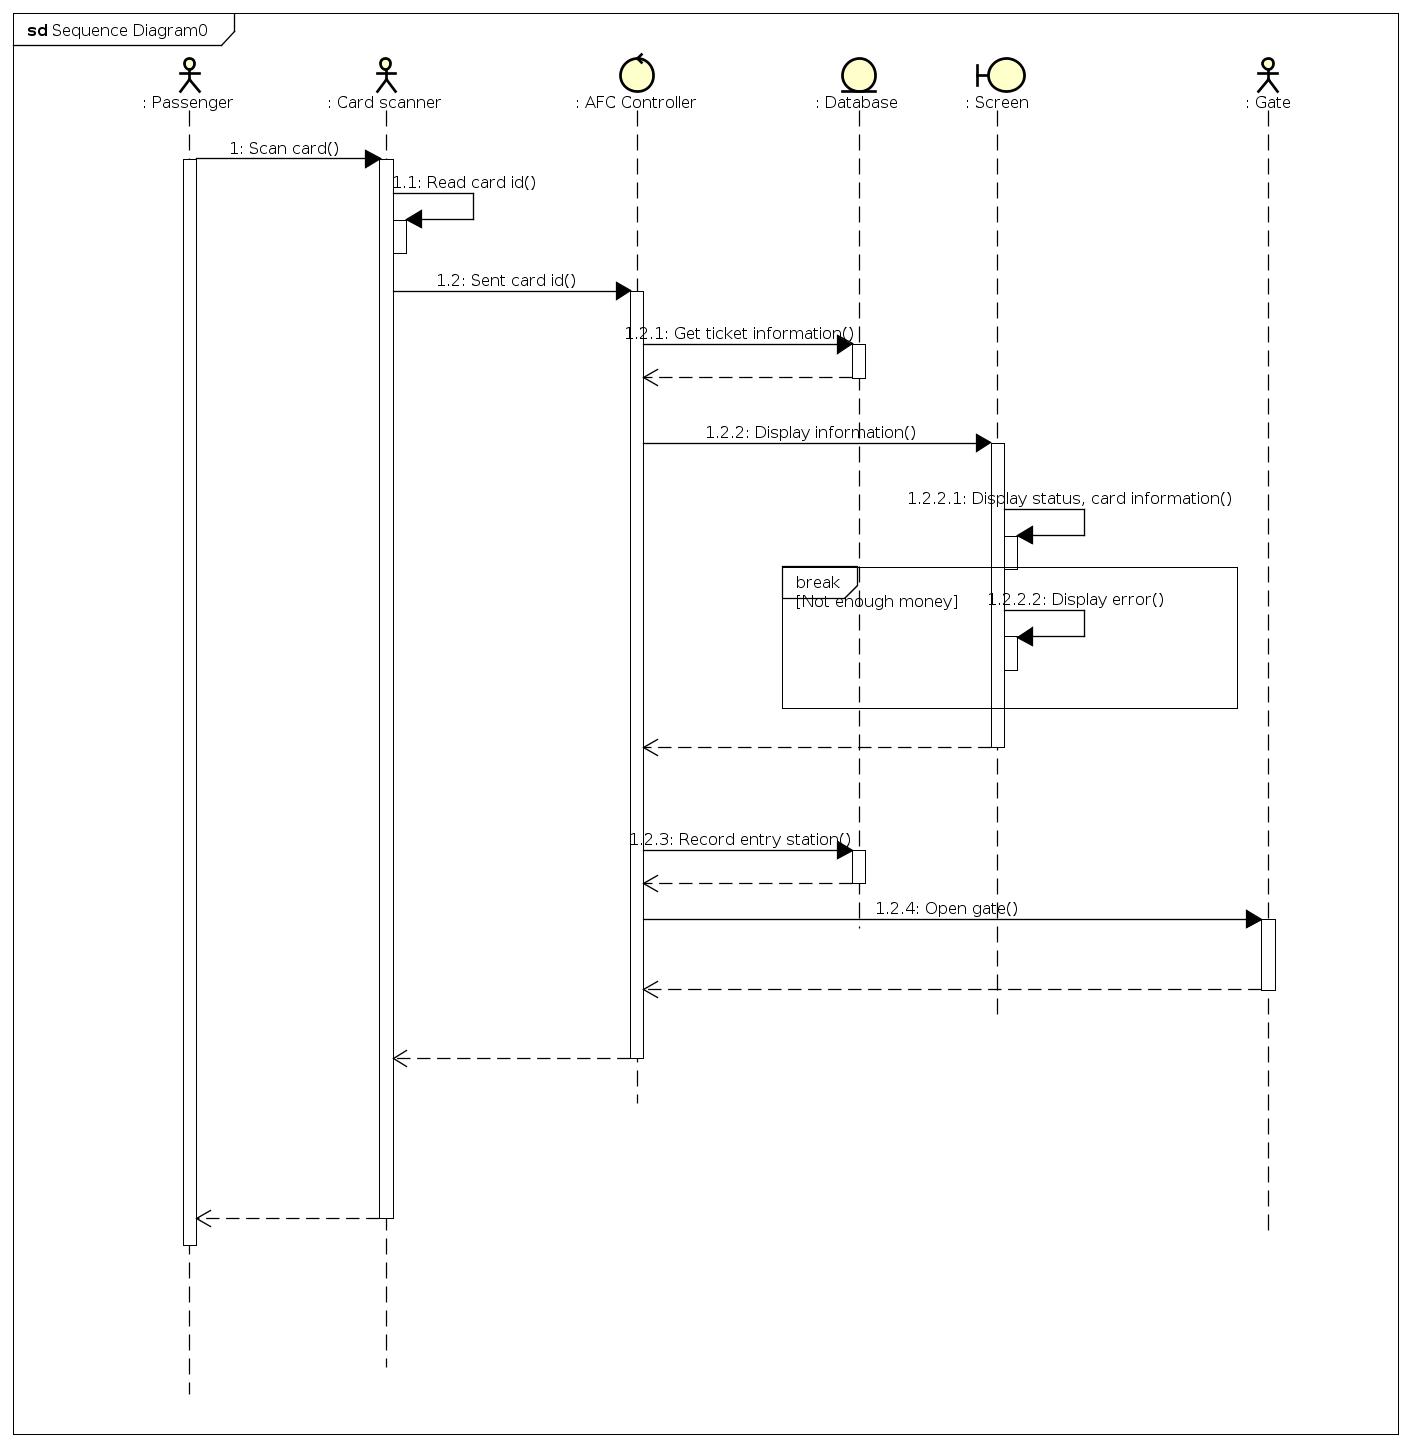 sd Sequence Diagram0
: Passenger
: Card scanner
: AFC Controller
: Database
: Screen
: Gate
1: Scan card()
1.1: Read card id()
1.2: Sent card id()
1.2.1: Get ticket information()
1.2.2: Display information()
1.2.2.1: Display status, card information()
break
[Not enough money]
1.2.2.2: Display error()
1.2.3: Record entry station()
1.2.4: Open gate()